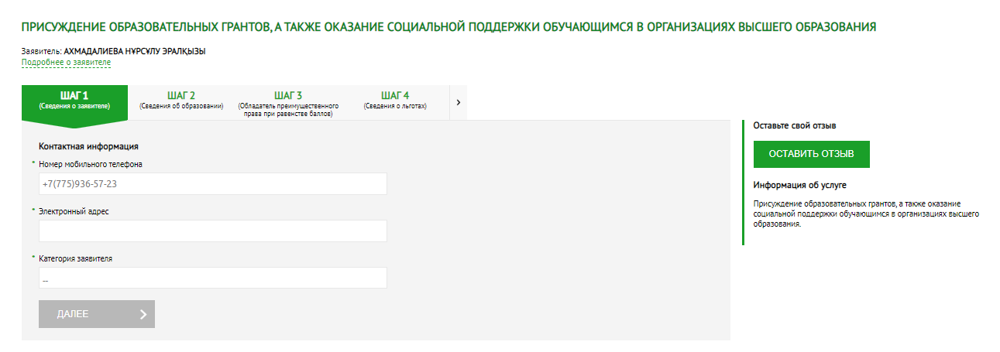 ПРИСУЖДЕНИЕ ОБРАЗОВАТЕЛЬНЫХ ГРАНТОВ, А ТАКЖЕ ОКАЗАНИЕ СОЦИАЛЬНОЙ ПОДДЕРЖКИ ОБУЧАЮЩИМСЯ В ОРГАНИЗАЦИЯХ ВЫСШЕГО ОБРАЗОВАНИЯ
Заявитель: АХМАДАЛИЕВА НҰРСҰЛУ ЭРАЛҚЫЗЫ
Подробнее о заявителе
ШАГ 1
(Сведения о заявителе)
ШАГ 2
(Сведения об образовании)
ШАГ 3
(Обладатель преимущественного
права при равенстве баллов)
ШАГ 4
(Сведения о льготах)
Контактная информация
* Номер мобильного телефона
+7(775)936-57-23
* Электронный адрес
* Категория заявителя
--
ДАЛЕЕ
Оставьте свой отзыв
ОСТАВИТЬ ОТЗЫВ
Информация об услуге
Присуждение образовательных грантов, а также оказание
социальной поддержки обучающимся в организациях высшего
образования.